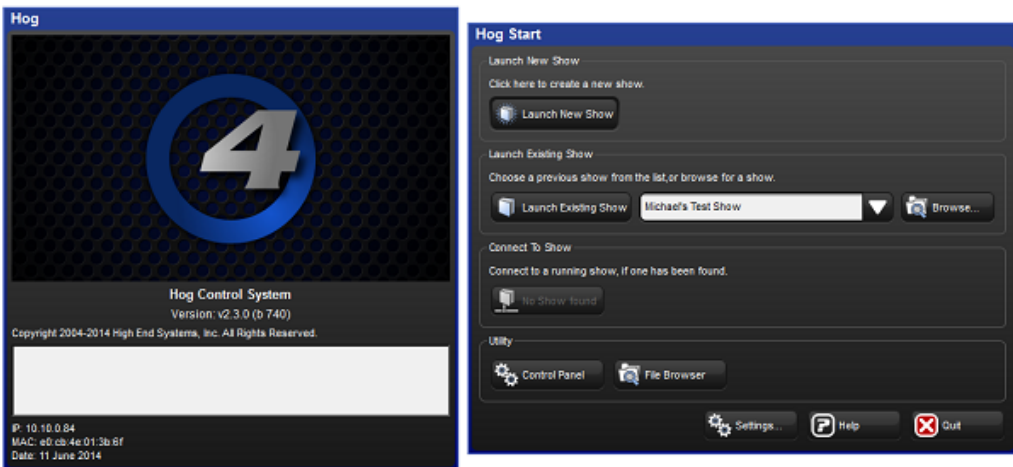 Hog
4
Hog Control System
Version: v2.3.0 (b 740)
Copyright 2004-2014 High End Systems, Inc. All Rights Reserved.
IP: 10.10.0.84
MAC: e0:cb:4e:01:3b:6f
Date: 11 June 2014
Hog Start
Launch New Show
Click here to create a new show.
Launch New Show
Launch Existing Show
Choose a previous show from the list,or browse for a show.
Launch Existing Show
Michael's Test Show
Browse...
Connect To Show
Connect to a running show, if one has been found.
No Show found
Utility
Control Panel
File Browser
Settings...
Help
Quit